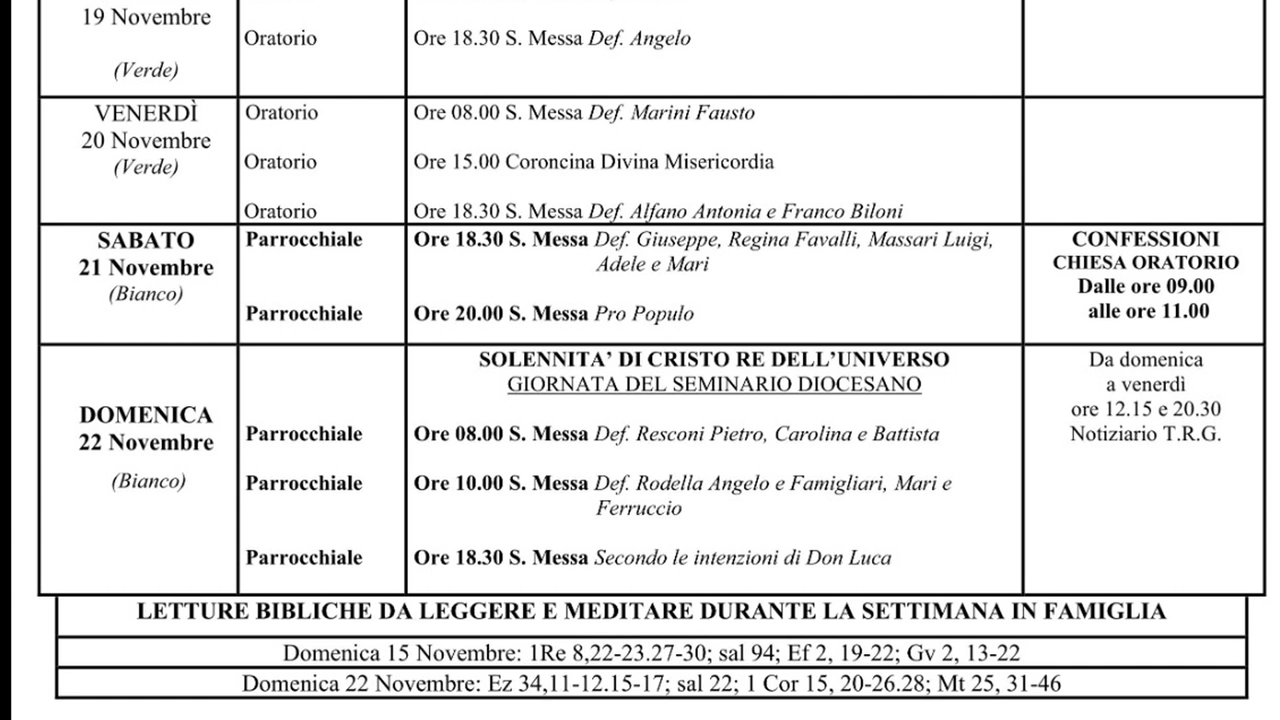 19 Novembre
(Verde)
Oratorio
Ore 18.30 S. Messa Def. Angelo
VENERDÌ
20 Novembre
(Verde)
Oratorio
Ore 08.00 S. Messa Def. Marini Fausto
Oratorio
Ore 15.00 Coroncina Divina Misericordia
Oratorio
Ore 18.30 S. Messa Def. Alfano Antonia e Franco Biloni
SABATO
21 Novembre
(Bianco)
Parrocchiale
Ore 18.30 S. Messa Def. Giuseppe, Regina Favalli, Massari Luigi,
Adele e Mari
Parrocchiale
Ore 20.00 S. Messa Pro Populo
CONFESSIONI
CHIESA ORATORIO
Dalle ore 09.00
alle ore 11.00
DOMENICA
22 Novembre
(Bianco)
SOLENNITA’ DI CRISTO RE DELL’UNIVERSO
GIORNATA DEL SEMINARIO DIOCESANO
Parrocchiale
Ore 08.00 S. Messa Def. Resconi Pietro, Carolina e Battista
Parrocchiale
Ore 10.00 S. Messa Def. Rodella Angelo e Famigliari, Mari e
Ferruccio
Parrocchiale
Ore 18.30 S. Messa Secondo le intenzioni di Don Luca
Da domenica
a venerdì
ore 12.15 e 20.30
Notiziario T.R.G.
LETTURE BIBLICHE DA LEGGERE E MEDITARE DURANTE LA SETTIMANA IN FAMIGLIA
Domenica 15 Novembre: 1Re 8,22-23.27-30; sal 94; Ef 2, 19-22; Gv 2, 13-22
Domenica 22 Novembre: Ez 34,11-12.15-17; sal 22; 1 Cor 15, 20-26.28; Mt 25, 31-46